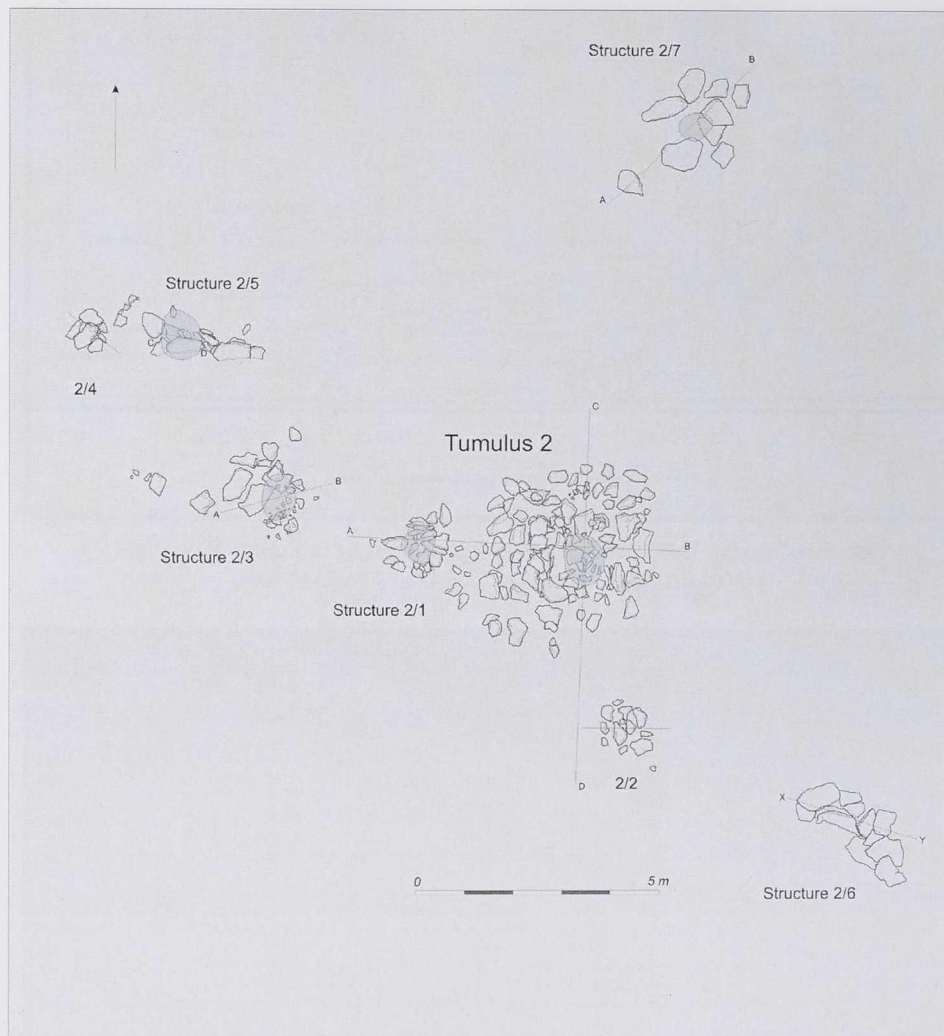 Structure 2/7
B
A
Structure 2/5
C
D
2/4
C
Tumulus 2
B
A
A
B
Structure 2/3
Structure 2/1
D
2/2
X
Y
0
5 m
Structure 2/6